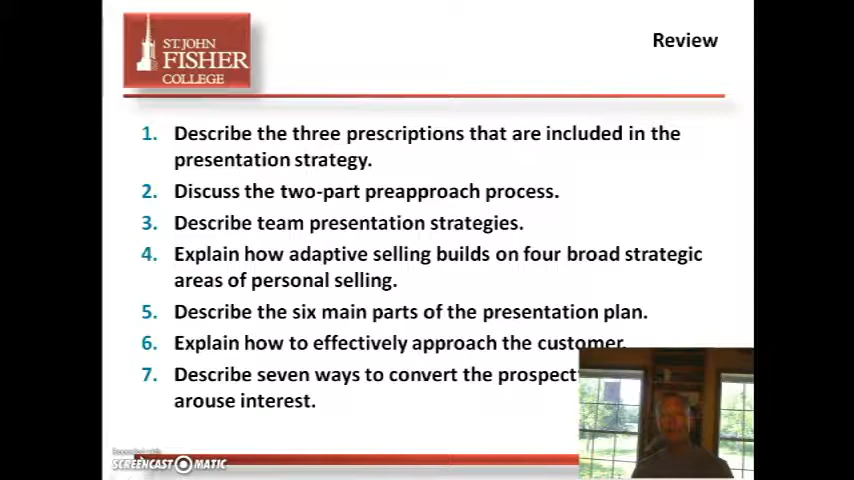 ST. JOHN
FISHER
COLLEGE
Review
1. Describe the three prescriptions that are included in the
presentation strategy.
2. Discuss the two-part preapproach process.
3. Describe team presentation strategies.
4. Explain how adaptive selling builds on four broad strategic
areas of personal selling.
5. Describe the six main parts of the presentation plan.
6. Explain how to effectively approach the customer.
7. Describe seven ways to convert the prospect
arouse interest.
Recorded with
SCREENCAST-O-MATIC